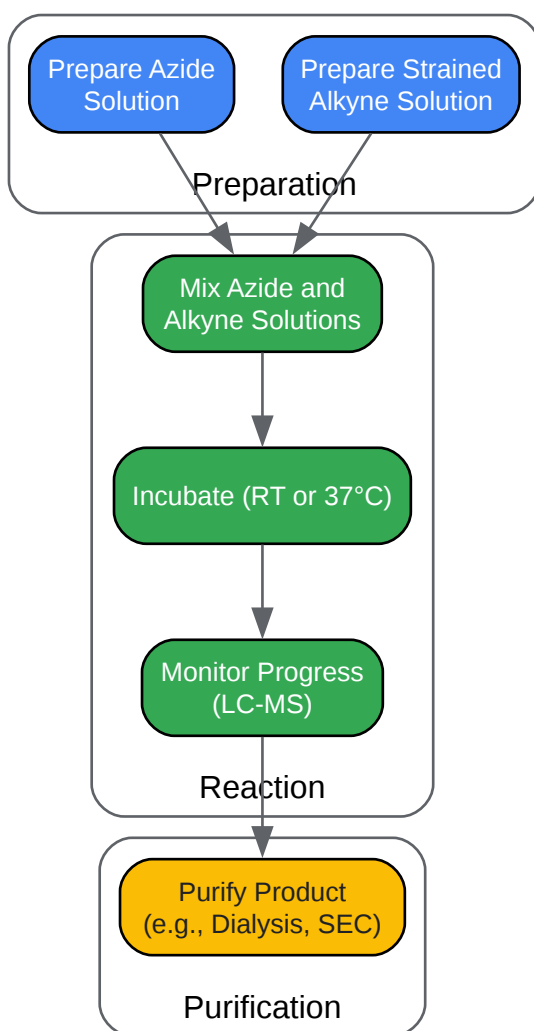 Prepare Azide
Solution
Prepare Strained
Alkyne Solution
Preparation
Mix Azide and
Alkyne Solutions
Incubate (RT or 37°C)
Monitor Progress
(LC-MS)
Reaction
Purify Product
(e.g., Dialysis, SEC)
Purification